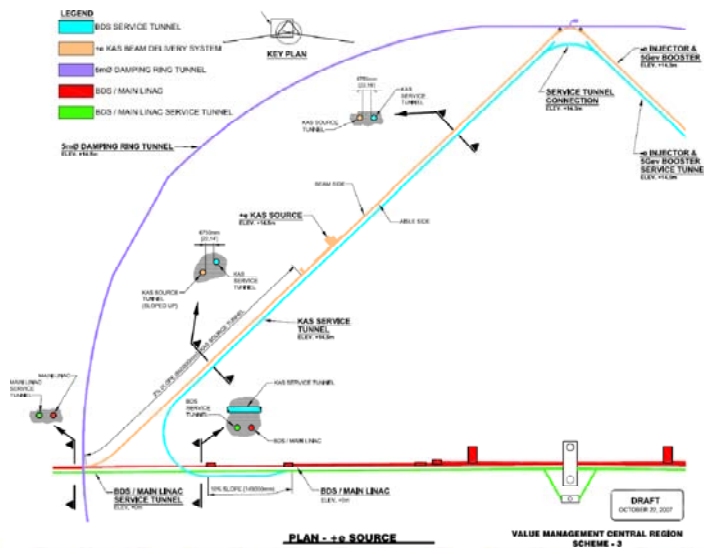 LEGEND
BDS SERVICE TUNNEL
+e KAS BEAM DELIVERY SYSTEM
6mØ DAMPING RING TUNNEL
BDS / MAIN LINAC
BDS / MAIN LINAC SERVICE TUNNEL
KEY PLAN
5mØ DAMPING RING TUNNEL
KAS SOURCE
TUNNEL
KAS
SERVICE
TUNNEL
SERVICE TUNNEL
CONNECTION
INJECTOR &
5Gev BOOSTER
INJECTOR &
5Gev BOOSTER
SERVICE TUNNE
BEAM SIDE
AISLE SIDE
+e KAS SOURCE
KAS SOURCE
TUNNEL
(SLOPED UP)
KAS
SERVICE
TUNNEL
KAS SERVICE
TUNNEL
KAS SERVICE TUNNEL
BDS
SERVICE
TUNNEL
BDS / MAIN LINAC
MAIN LINAC
MAIN LINAC
SERVICE
TUNNEL
BDS / MAIN LINAC
SERVICE TUNNEL
BDS / MAIN LINAC
DRAFT
PLAN - +e SOURCE
VALUE MANAGEMENT CENTRAL REGION
SCHEME - 3